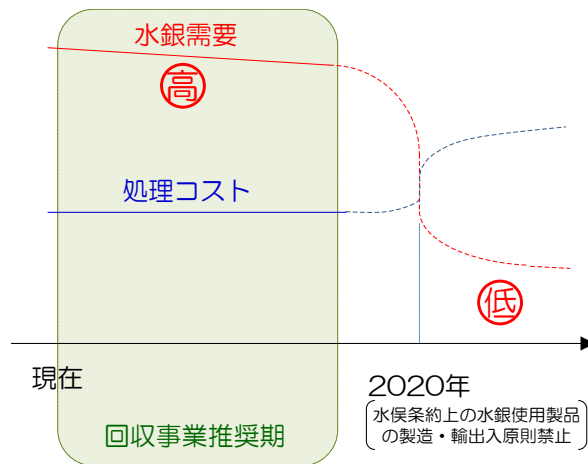 水銀需要
高
処理コスト
低
現在
2020年
水俣条約上の水銀使用製品
の製造・輸出入原則禁止
回収事業推奨期